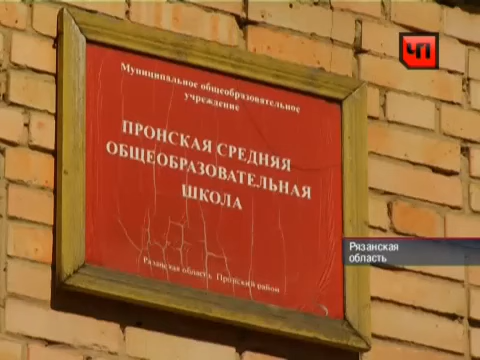 ЧП
Муниципальное общеобразовательное
учреждение
ПРОНСКАЯ СРЕДНЯЯ
ОБЩЕОБРАЗОВАТЕЛЬНАЯ
ШКОЛА
Рязанская область Пронский район
Рязанская
область